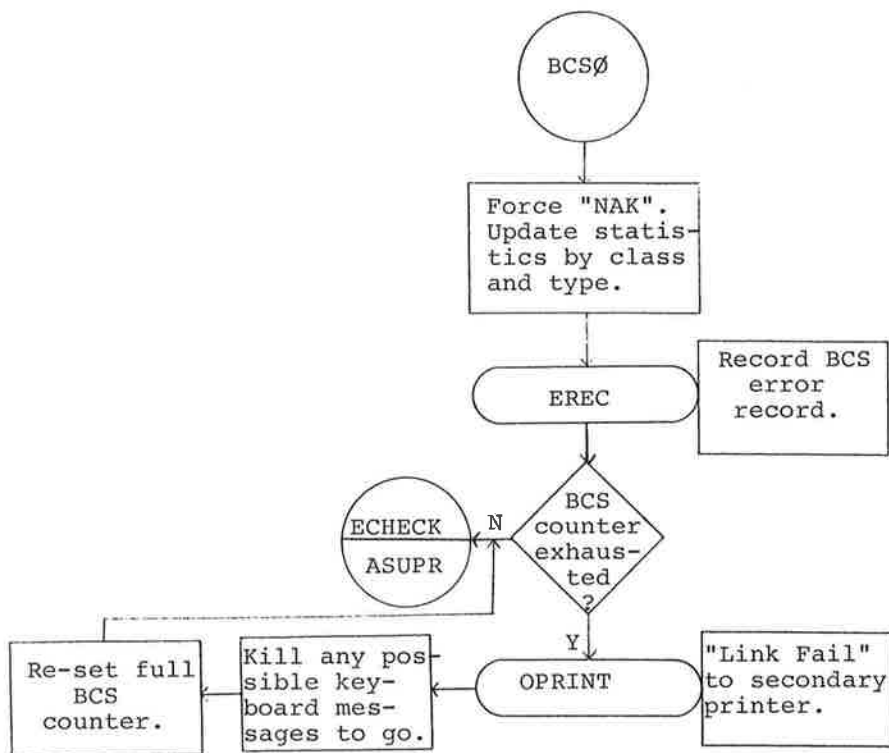 BCSØ
Force "NAK".
Update statis-
tics by class
and type.
EREC
Record BCS
error
record.
BCS
counter
exhaus-
ted
?
N
ECHECK
ASUPR
Y
OPRINT
"Link Fail"
to secondary
printer.
Kill any pos-
sible key-
board mes-
sages to go.
Re-set full
BCS
counter.